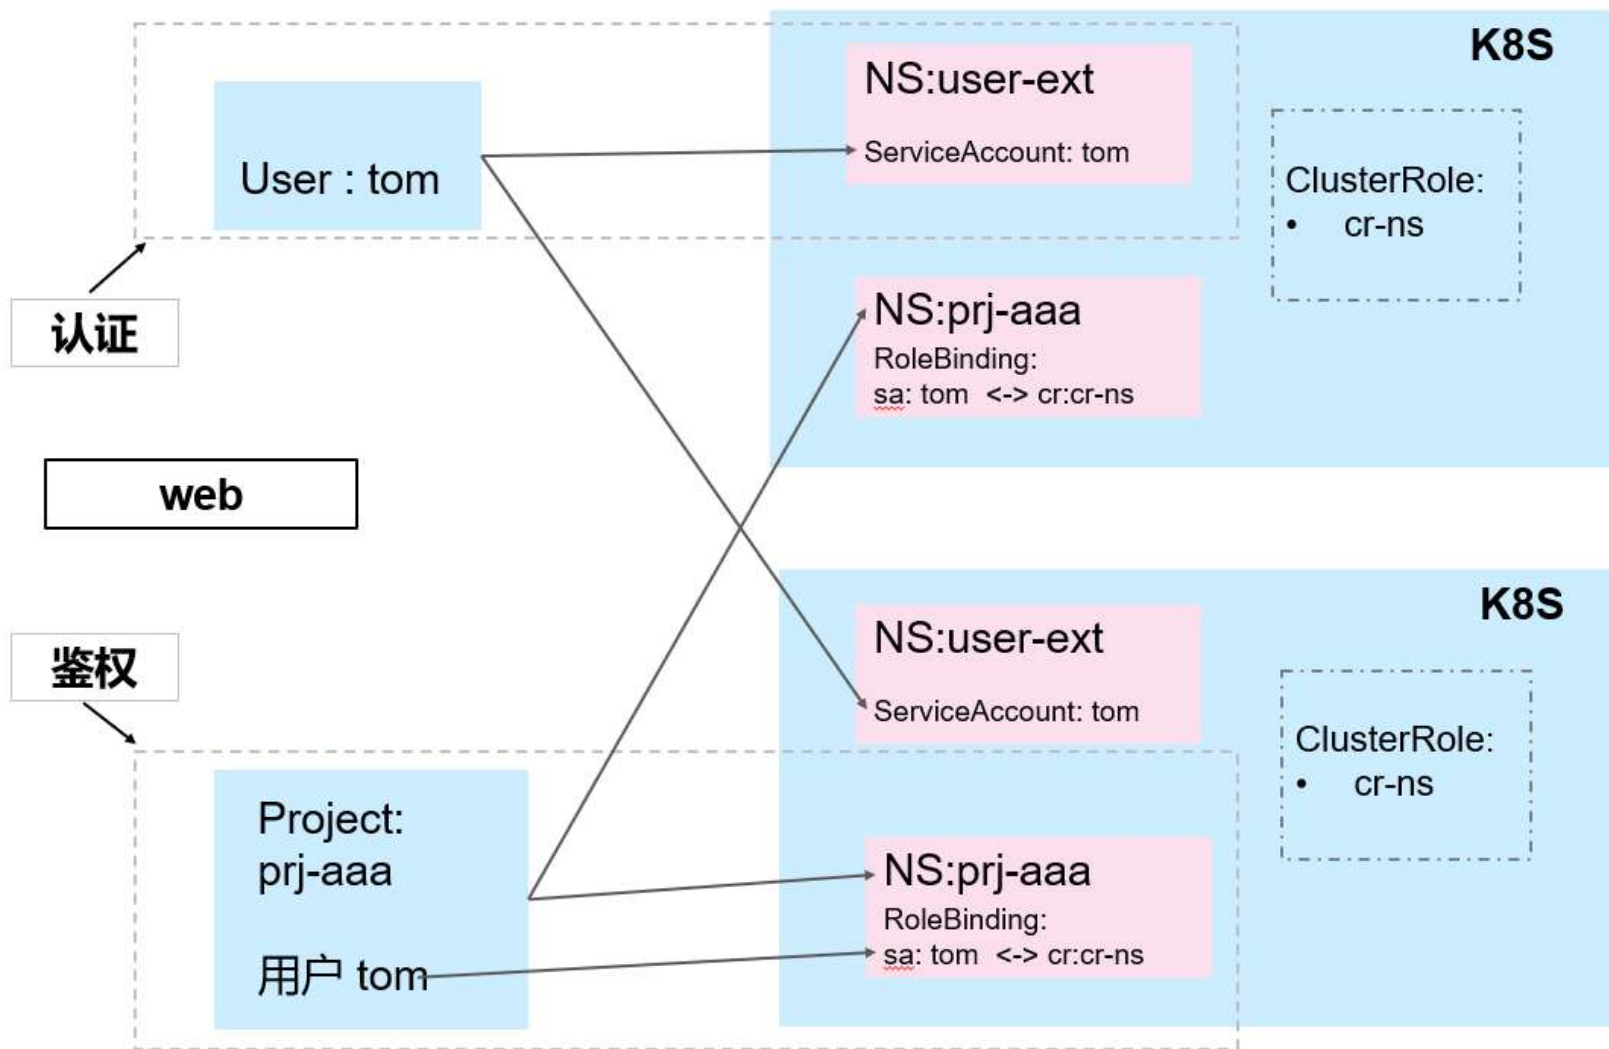 K8S
NS:user-ext
ServiceAccount: tom
User : tom
ClusterRole:
• cr-ns
认证
NS:prj-aaa
RoleBinding:
sa: tom <-> cr:cr-ns
web
K8S
NS:user-ext
ServiceAccount: tom
鉴权
ClusterRole:
• cr-ns
Project:
prj-aaa
用户 tom
NS:prj-aaa
RoleBinding:
sa: tom <-> cr:cr-ns